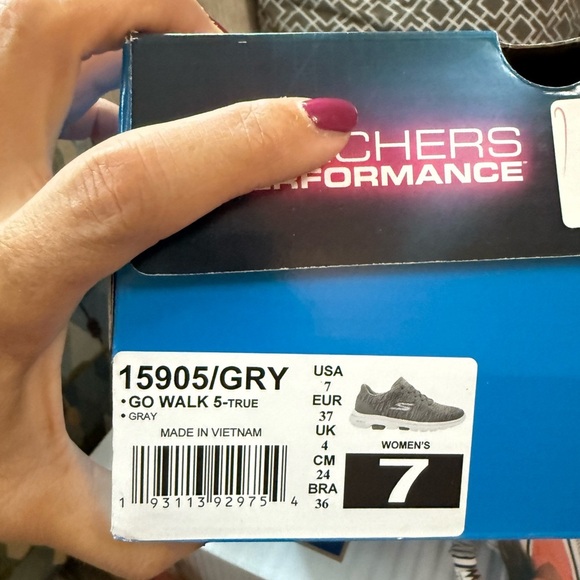 CHERS
ERFORMANCE™
15905/GRY
•GO WALK 5-TRUE
• GRAY
MADE IN VIETNAM
1 93113 92975 4
USA
7
EUR
37
UK
4
CM
24
BRA
36
WOMEN'S
7